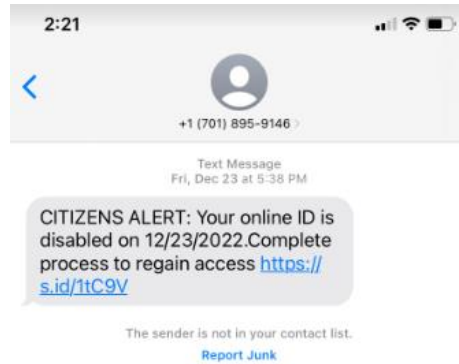 2:21
+1 (701) 895-9146 >
Text Message
Fri, Dec 23 at 5:38 PM
CITIZENS ALERT: Your online ID is
disabled on 12/23/2022.Complete
process to regain access https://
s.id/1tC9V
The sender is not in your contact list.
Report Junk